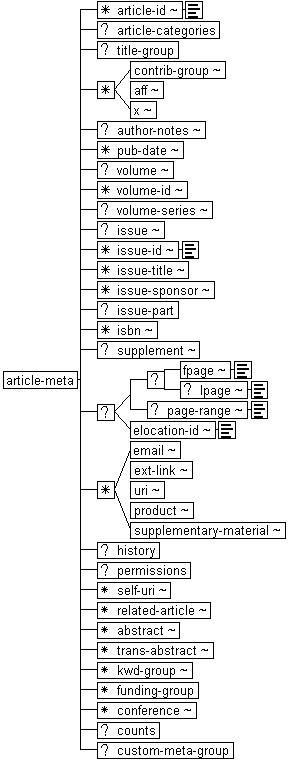 * article-id ~
? article-categories
? title-group
contrib-group ~
* aff ~
x ~
? author-notes ~
* pub-date ~
? volume ~
* volume-id ~
? volume-series ~
? issue ~
* issue-id ~
* issue-title ~
* issue-sponsor ~
? issue-part
* isbn ~
? supplement ~
fpage ~
?
? lpage ~
article-meta
? page-range ~
?
elocation-id ~
email ~
ext-link ~
* uri ~
product ~
supplementary-material ~
? history
? permissions
* self-uri ~
* related-article ~
* abstract ~
* trans-abstract ~
* kwd-group ~
* funding-group
* conference ~
? counts
? custom-meta-group